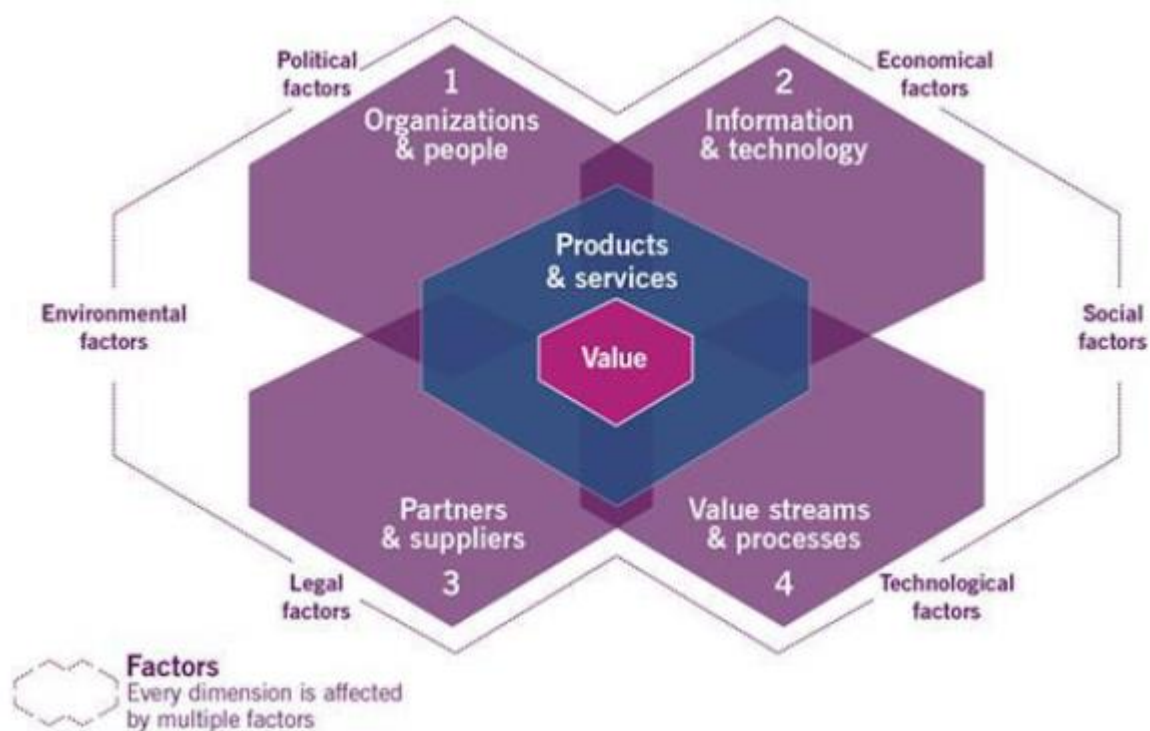 Political
factors
Economical
factors
1
Organizations
& people
2
Information
& technology
Products
& services
Environmental
factors
Value
Social
factors
Partners
& suppliers
3
Value streams
& processes
4
Legal
factors
Technological
factors
Factors
Every dimension is affected
by multiple factors